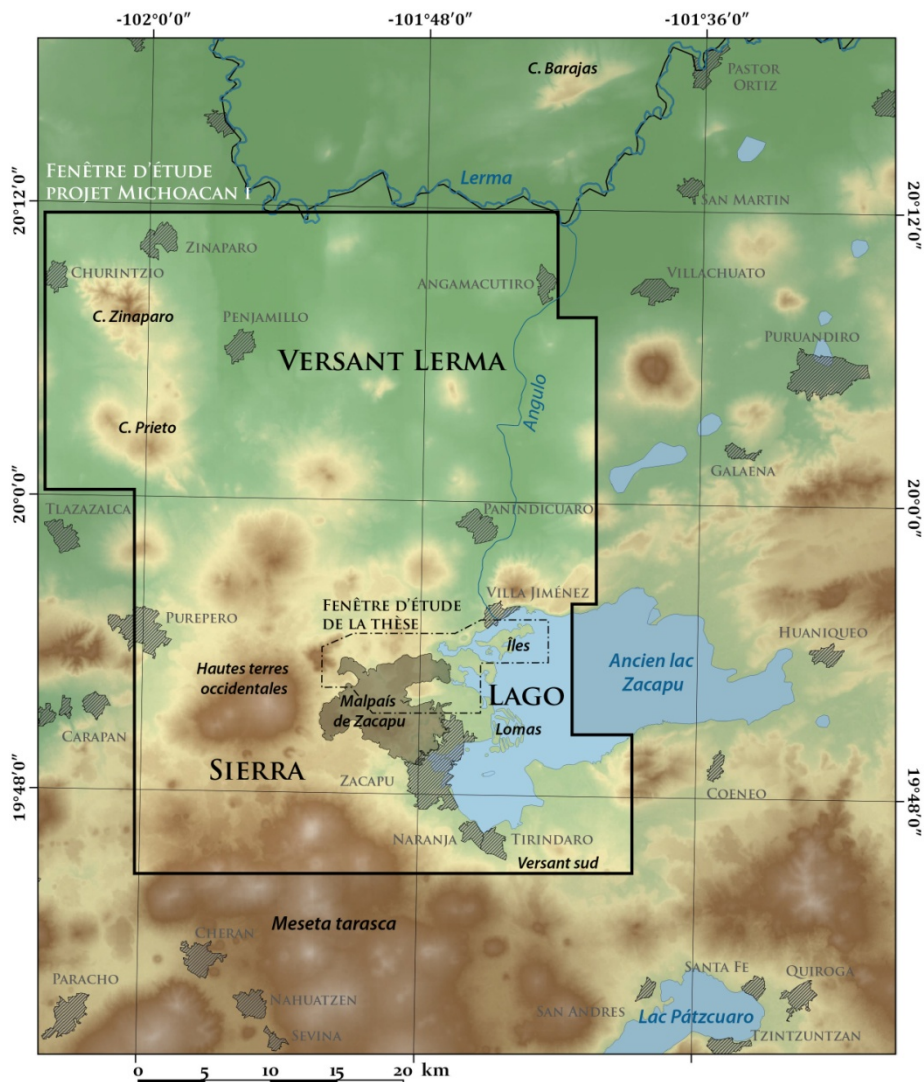 -102°0'0"
-101°48'0"
-101°36'0"
C. Barajas
Pastor
Ortiz
Fenêtre d'étude
projet Michoacan I
Lerma
20°12'0"
20°12'0"
San Martin
Zinaparo
Churintzio
Angamacutiro
Villachuato
C. Zinaparo
Penjamillo
Puruandiro
Versant Lerma
Angulo
C. Prieto
Galaena
20°0'0"
20°0'0"
Tlazazalca
Panindicuaro
Villa Jiménez
Fenêtre d'étude
de la thèse
Purepero
Îles
Huaniqueo
Hautes terres
occidentales
Ancien lac
Zacapu
Lago
Malpaís
de Zacapu
Lomas
Carapan
Sierra
Zacapu
19°48'0"
19°48'0"
Coeneo
Naranja
Tirindaro
Versant sud
Meseta tarasca
Cheran
Paracho
Nahuatzen
Sevina
Santa Fe
Quiroga
San Andres
Lac Pátzcuaro
Tzintzuntzan
0 5 10 15 20 km